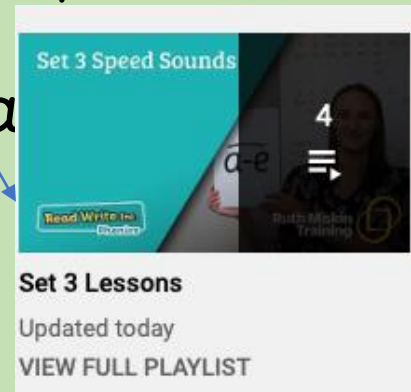 Set 3 Speed Sounds
4
a
a-e
Read Write Inc.
Phonics
Ruth Miskin
Training
Set 3 Lessons
Updated today
VIEW FULL PLAYLIST